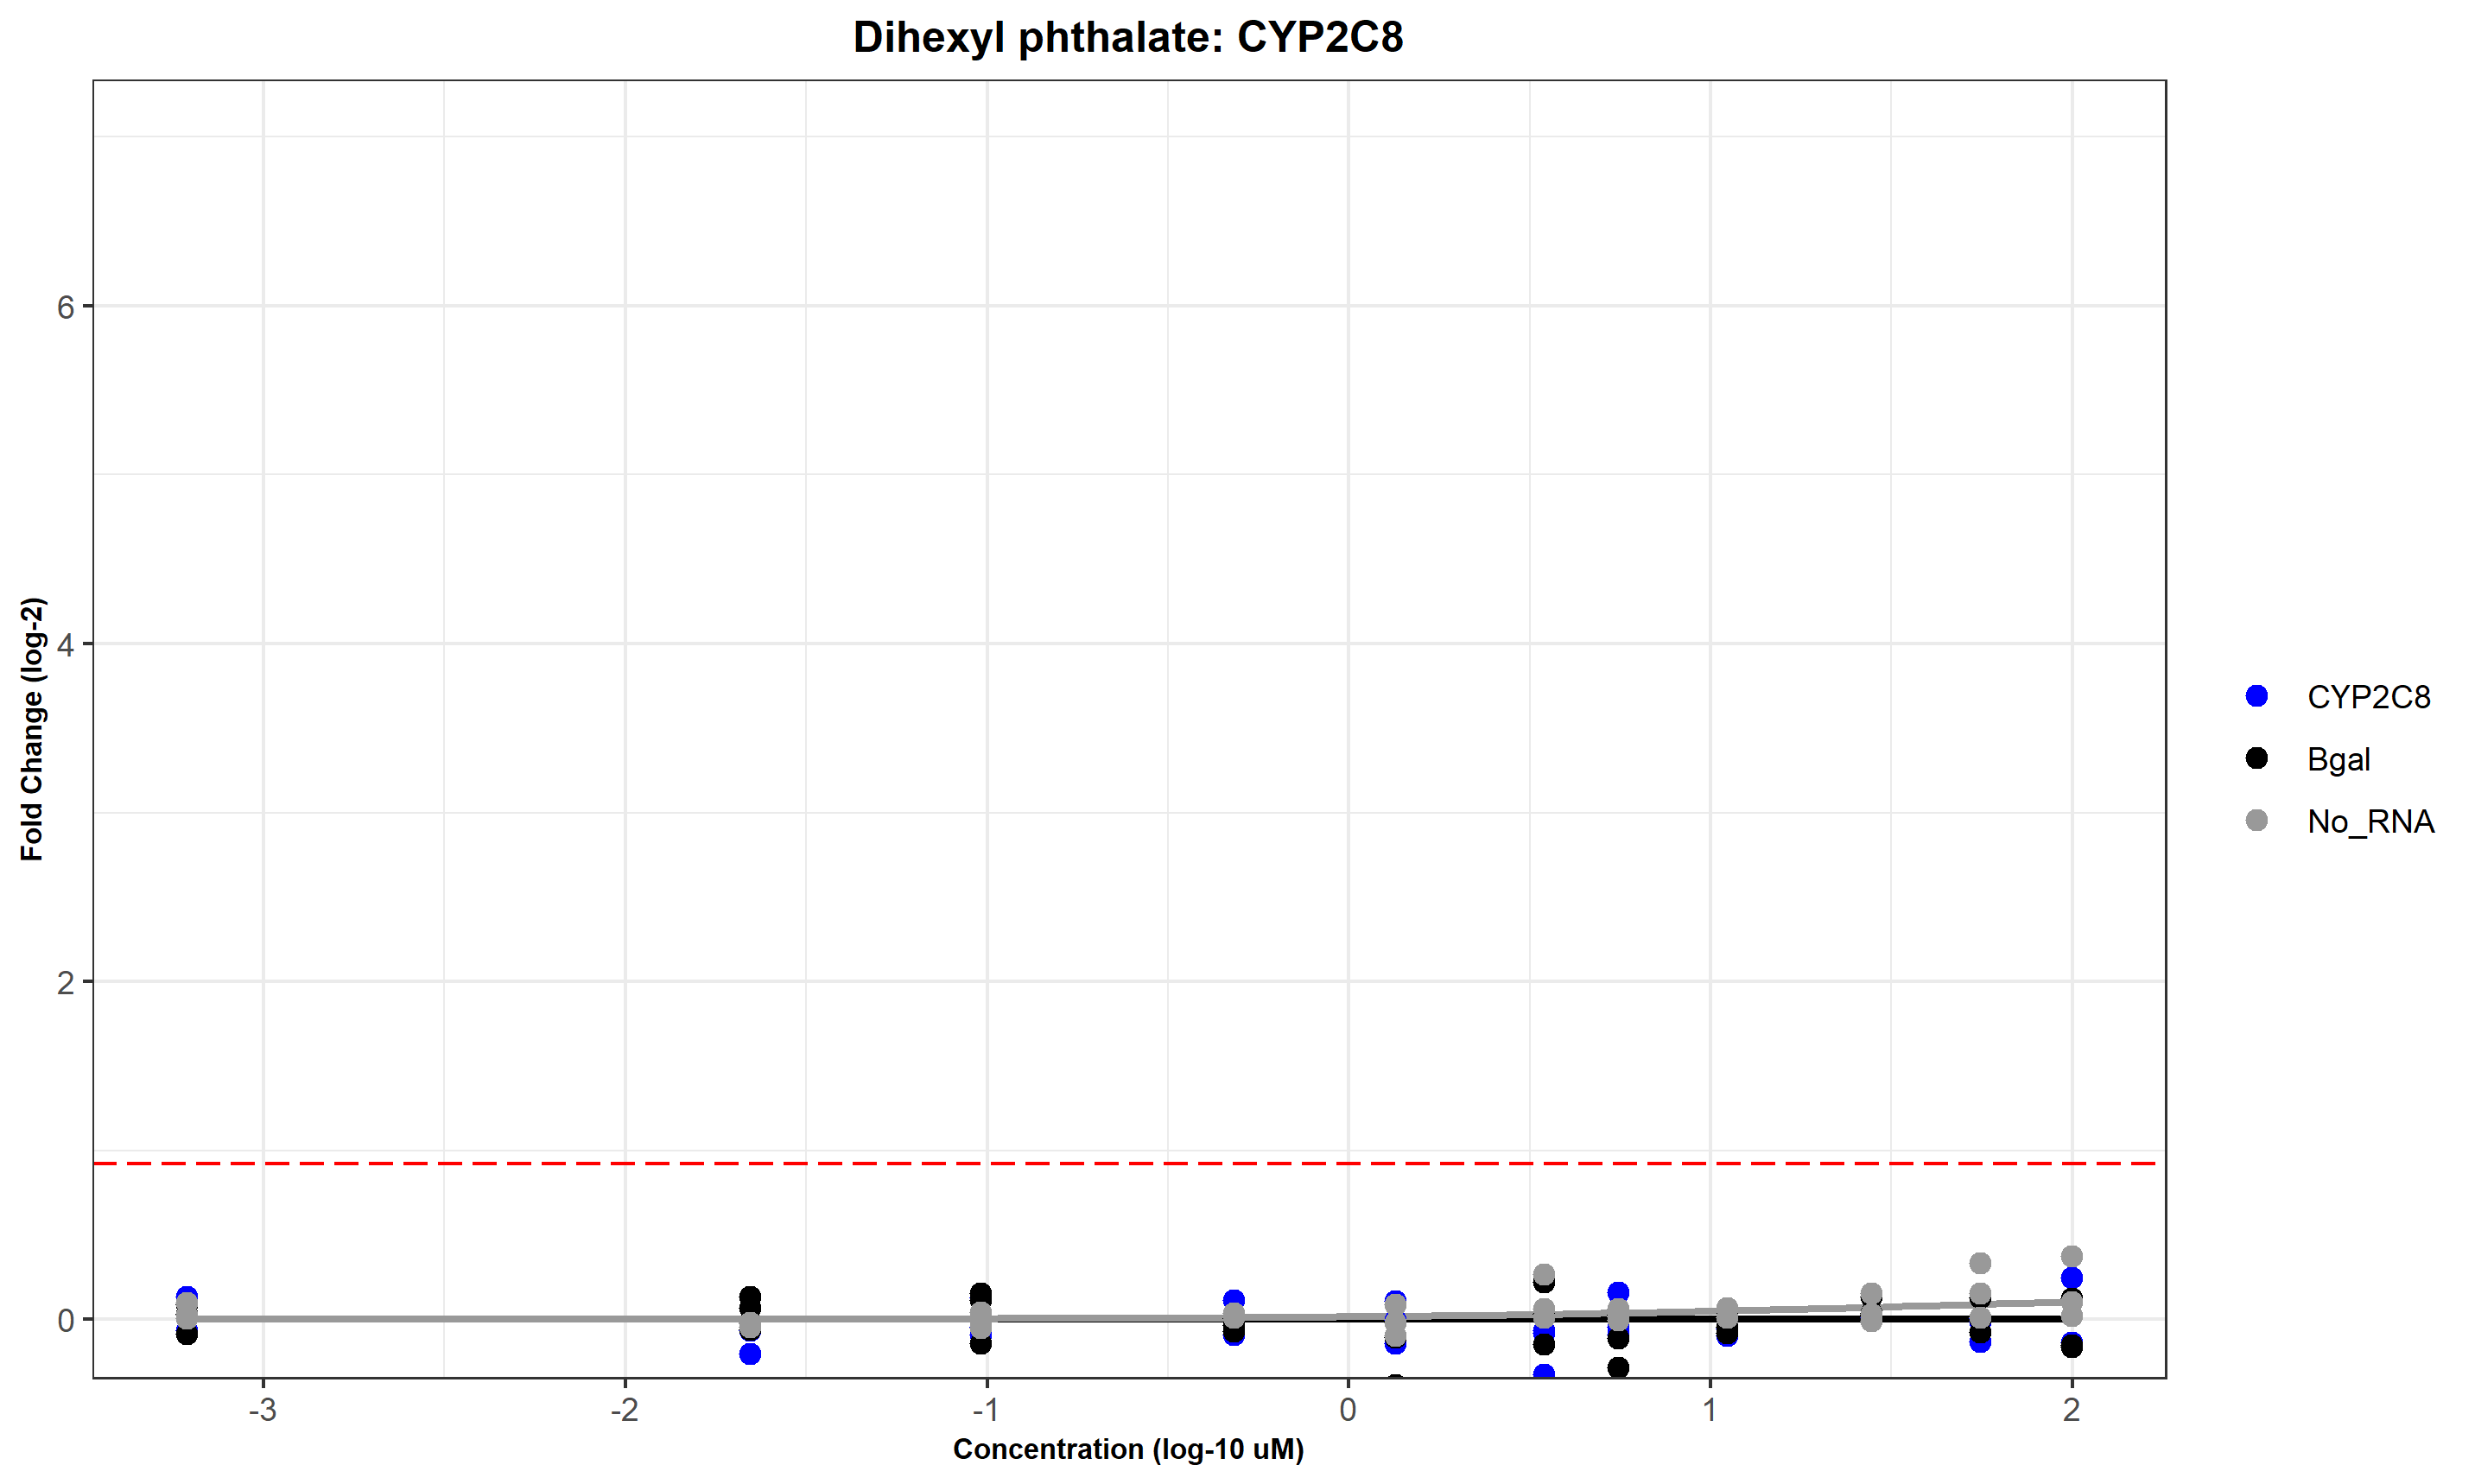 Dihexyl phthalate: CYP2C8
Fold Change (log-2)
6
4
2
0
-3
-2
-1
0
1
2
Concentration (log-10 uM)
CYP2C8
Bgal
No_RNA